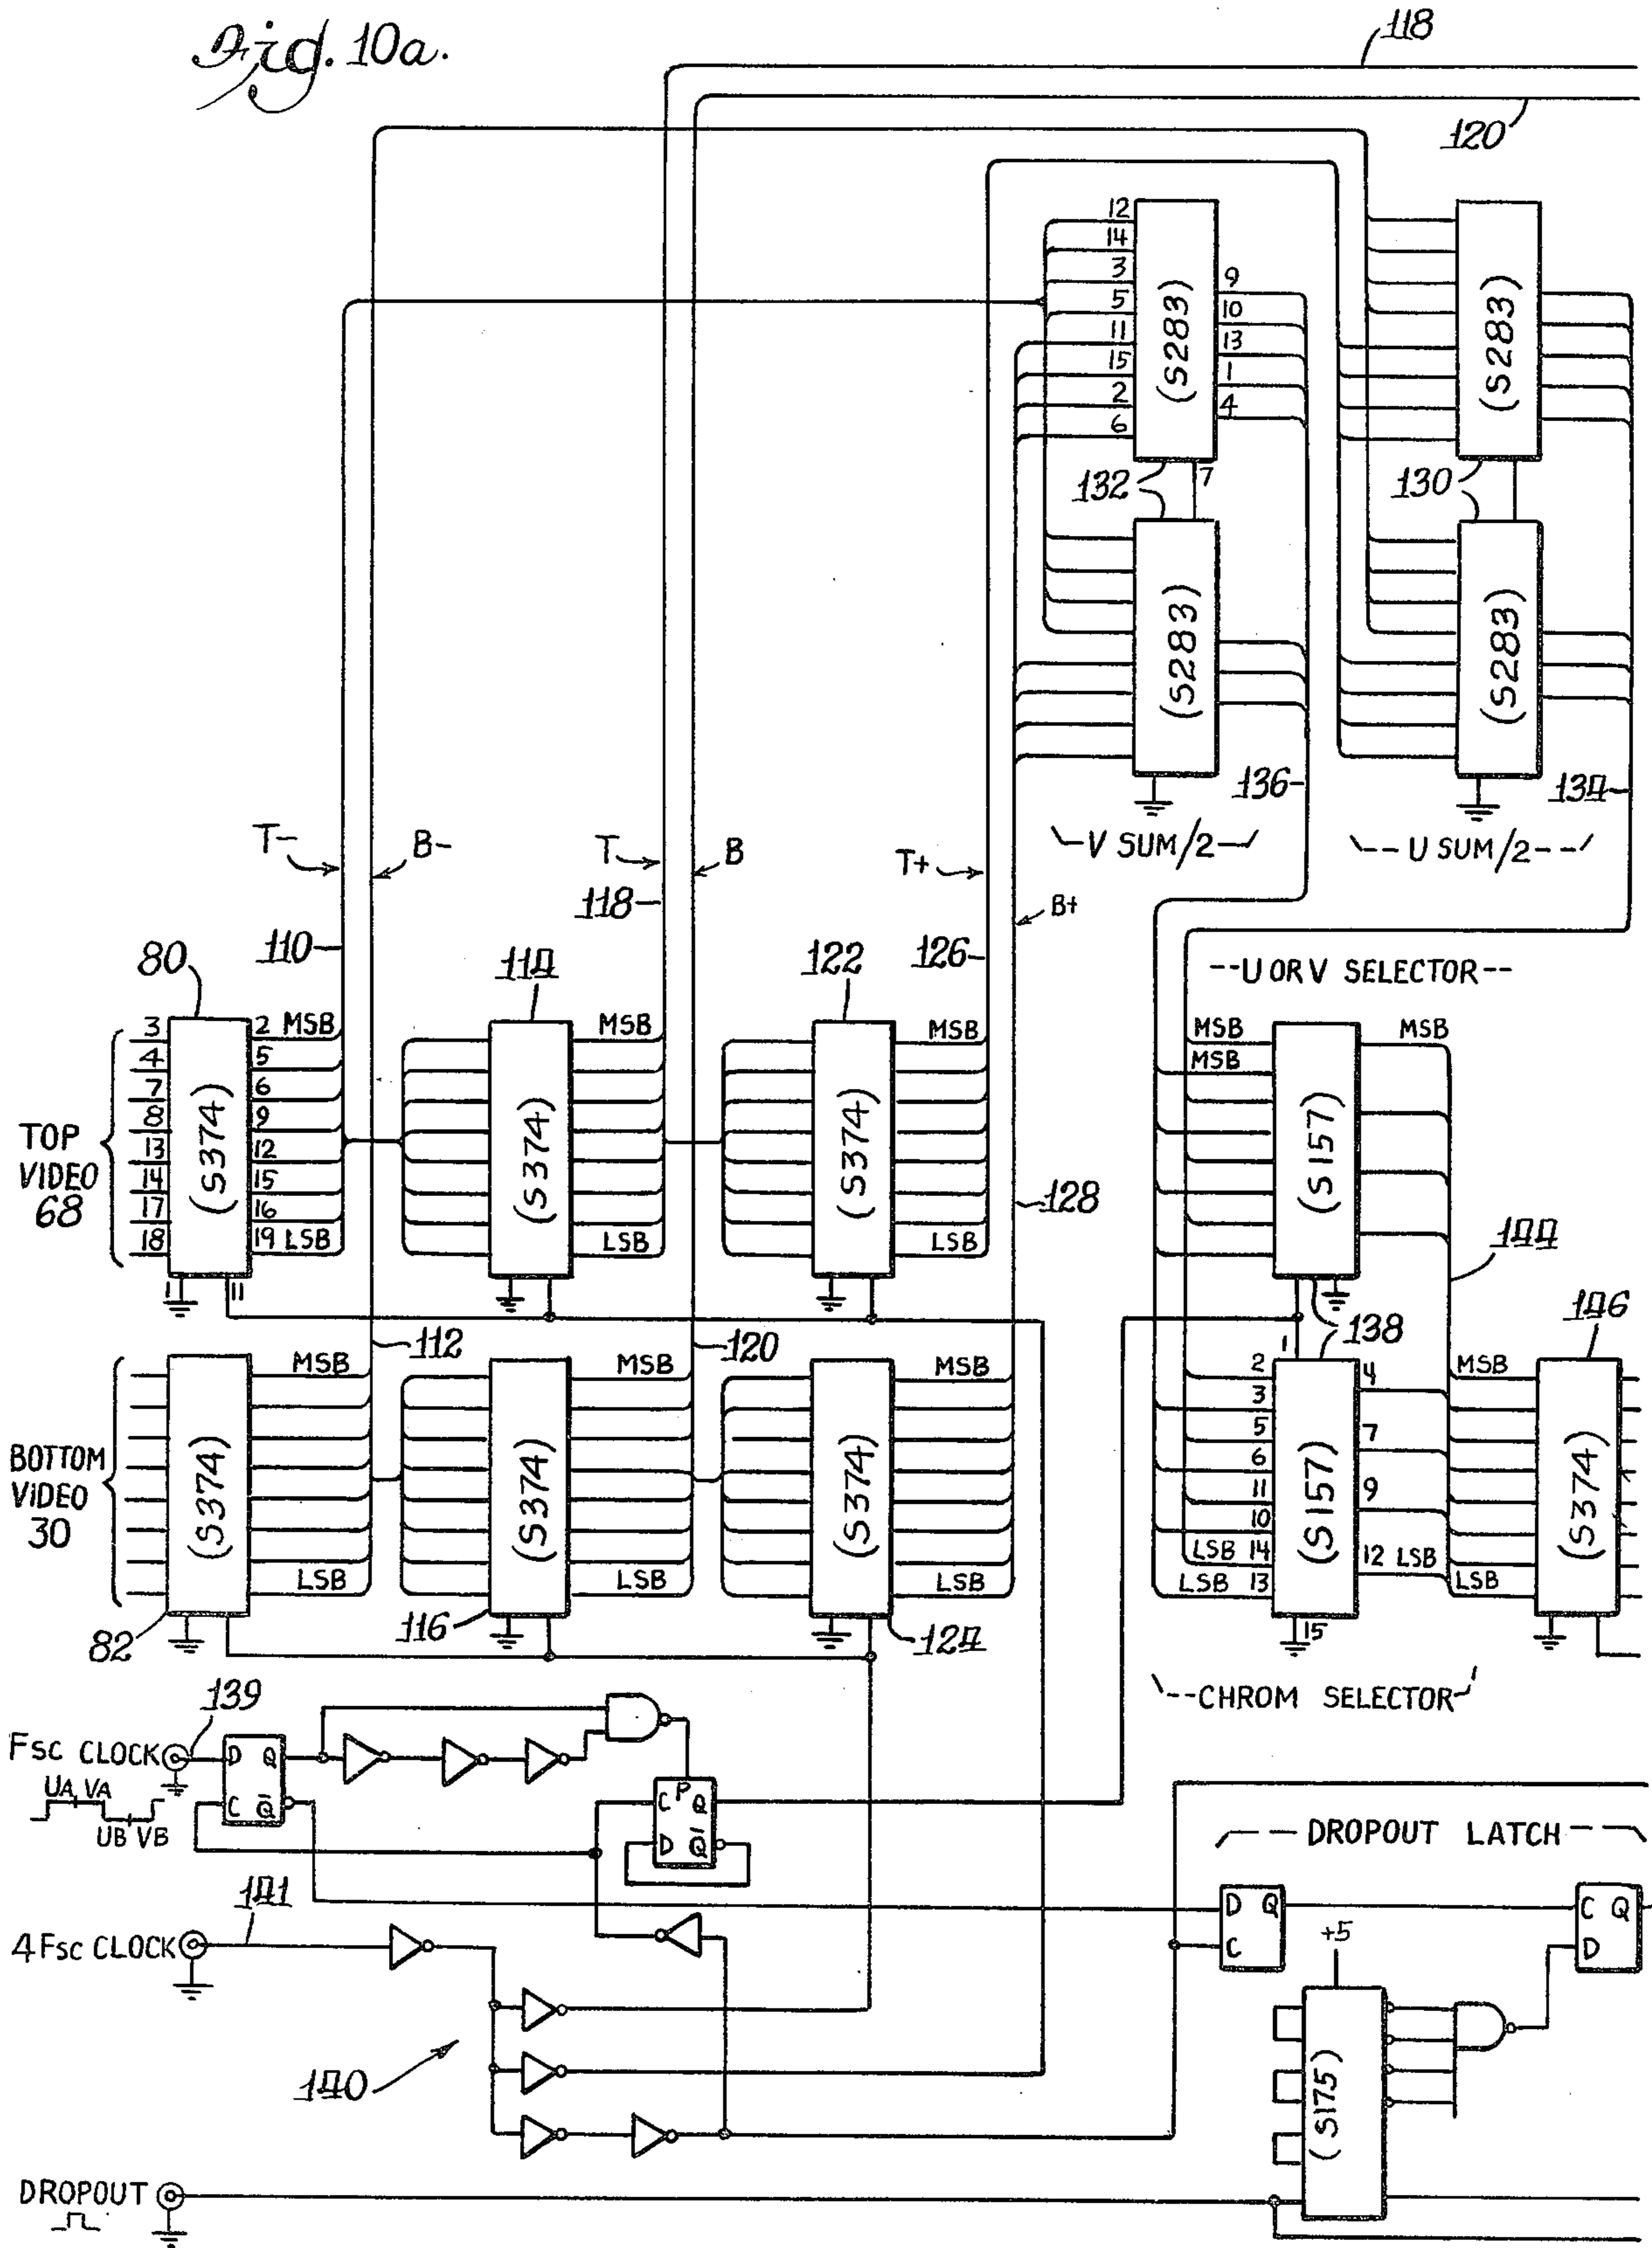 Fig. 10a.
118
120
12
14
3
5
11
15
2
6
(S283)
9
10
13
1
4
(S283)
132
7
130
(S283)
(S283)
136
134
V SUM/2
-- U SUM/2 --
T-
B-
T
B
T+
B+
118
110
126
80
114
122
--U OR V SELECTOR--
TOP
VIDEO
68
3
4
7
8
13
14
17
18
(S374)
2 MSB
5
6
9
12
15
16
19 LSB
1
11
(S374)
MSB
LSB
(S374)
MSB
LSB
128
MSB
MSB
(S157)
MSB
144
146
138
112
120
BOTTOM
VIDEO
30
(S374)
MSB
LSB
82
(S374)
MSB
LSB
116
(S374)
MSB
LSB
124
1
2
3
5
6
11
10
LSB 14
LSB 13
(S157)
4
7
9
12 LSB
15
MSB
LSB
(S374)
--CHROM SELECTOR-
139
FSC CLOCK
UA VA
UB VB
D Q
C Q̄
P
C Q
D Q̄
-- DROPOUT LATCH --
141
4 FSC CLOCK
D Q
C
C Q
D
+5
140
(S175)
DROPOUT